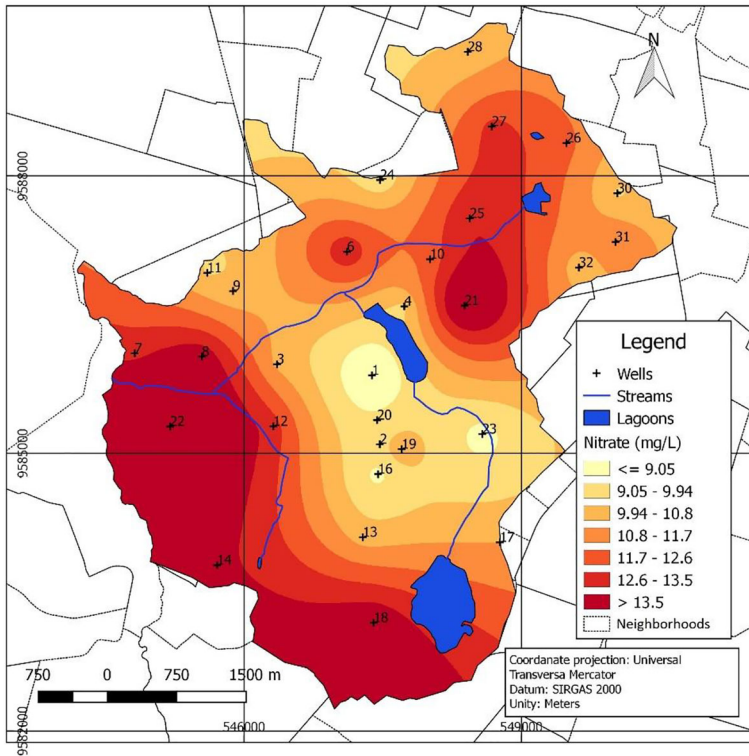 28
N
27
26
9588000
24
30
25
6
31
10
11
32
9
4
21
7
8
3
1
22
12
20
23
2
19
9585000
16
13
17
14
18
Legend
Wells
Streams
Lagoons
Nitrate (mg/L)
<= 9.05
9.05 - 9.94
9.94 - 10.8
10.8 - 11.7
11.7 - 12.6
12.6 - 13.5
> 13.5
Neighborhoods
Coordanate projection: Universal
Transversa Mercator
Datum: SIRGAS 2000
Unity: Meters
750 0 750 1500 m
546000
549000
9582000